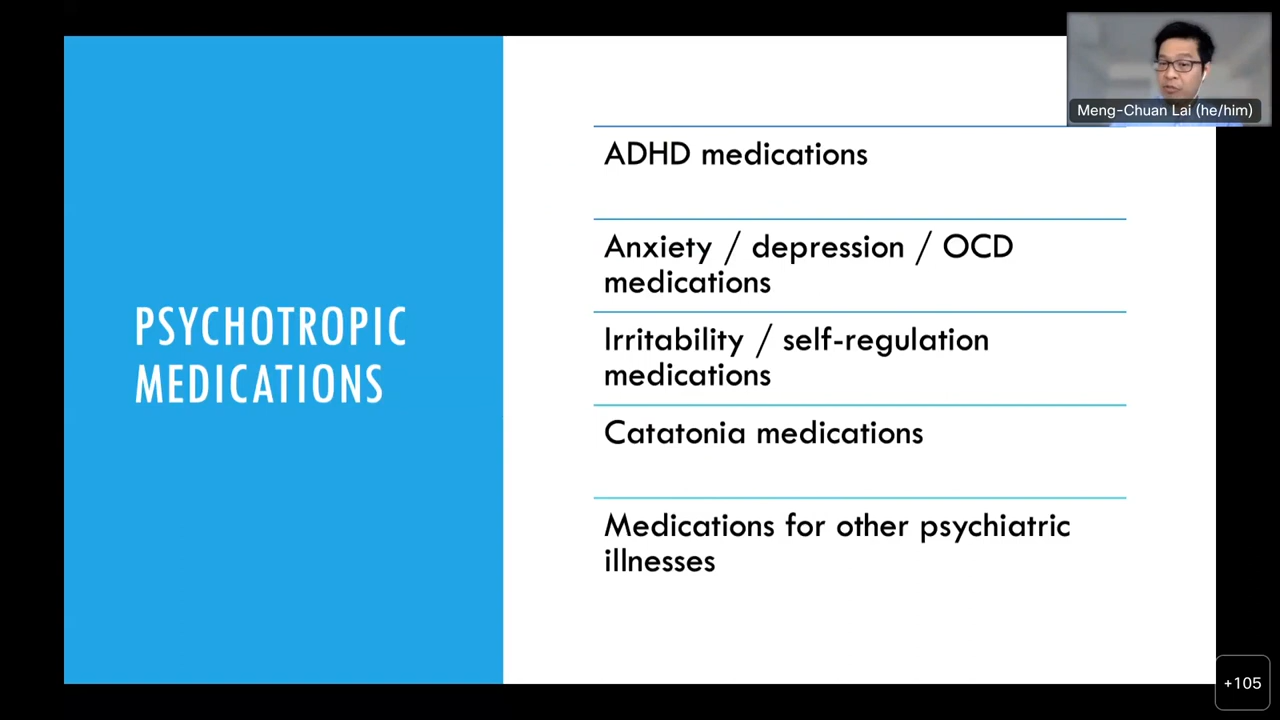 Meng-Chuan Lai (he/him)
PSYCHOTROPIC
MEDICATIONS
ADHD medications
Anxiety / depression / OCD
medications
Irritability / self-regulation
medications
Catatonia medications
Medications for other psychiatric
illnesses
+105